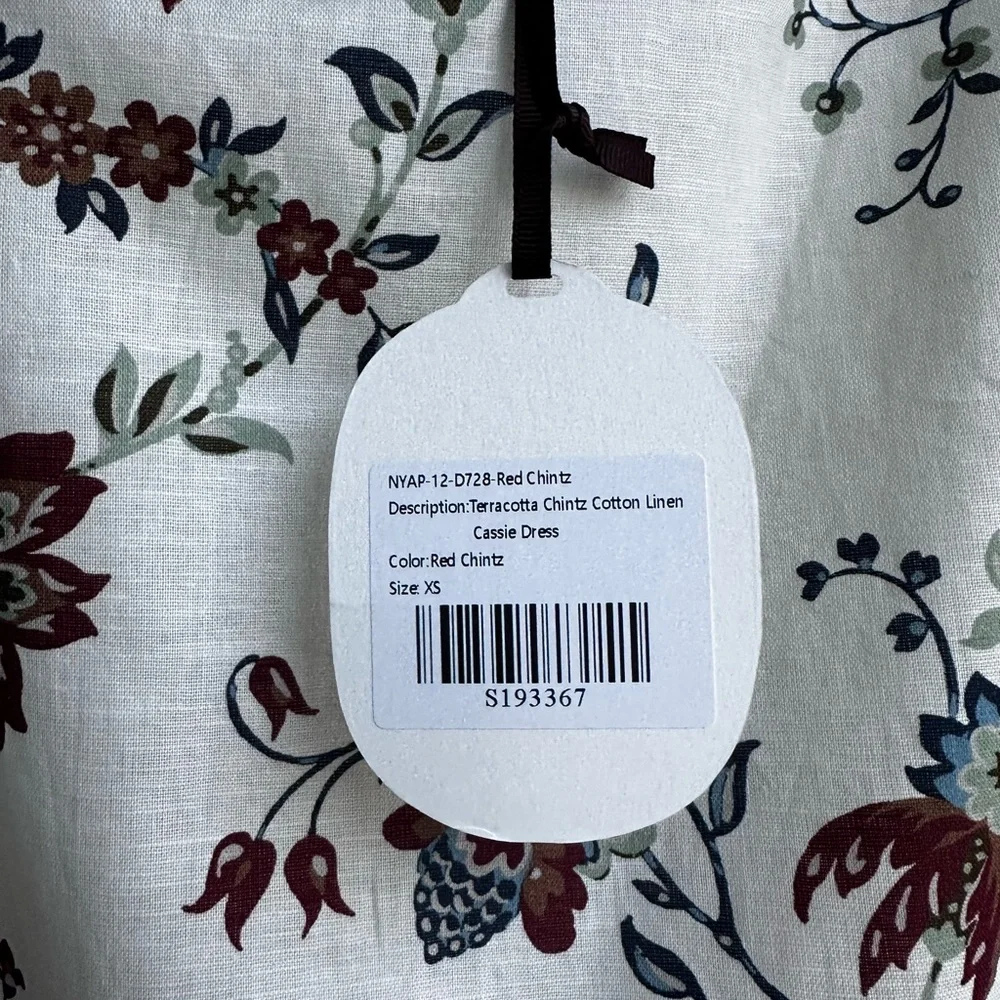 NYAP-12-D728-Red Chintz
Description:Terracotta Chintz Cotton Linen
Cassie Dress
Color:Red Chintz
Size: XS
S193367